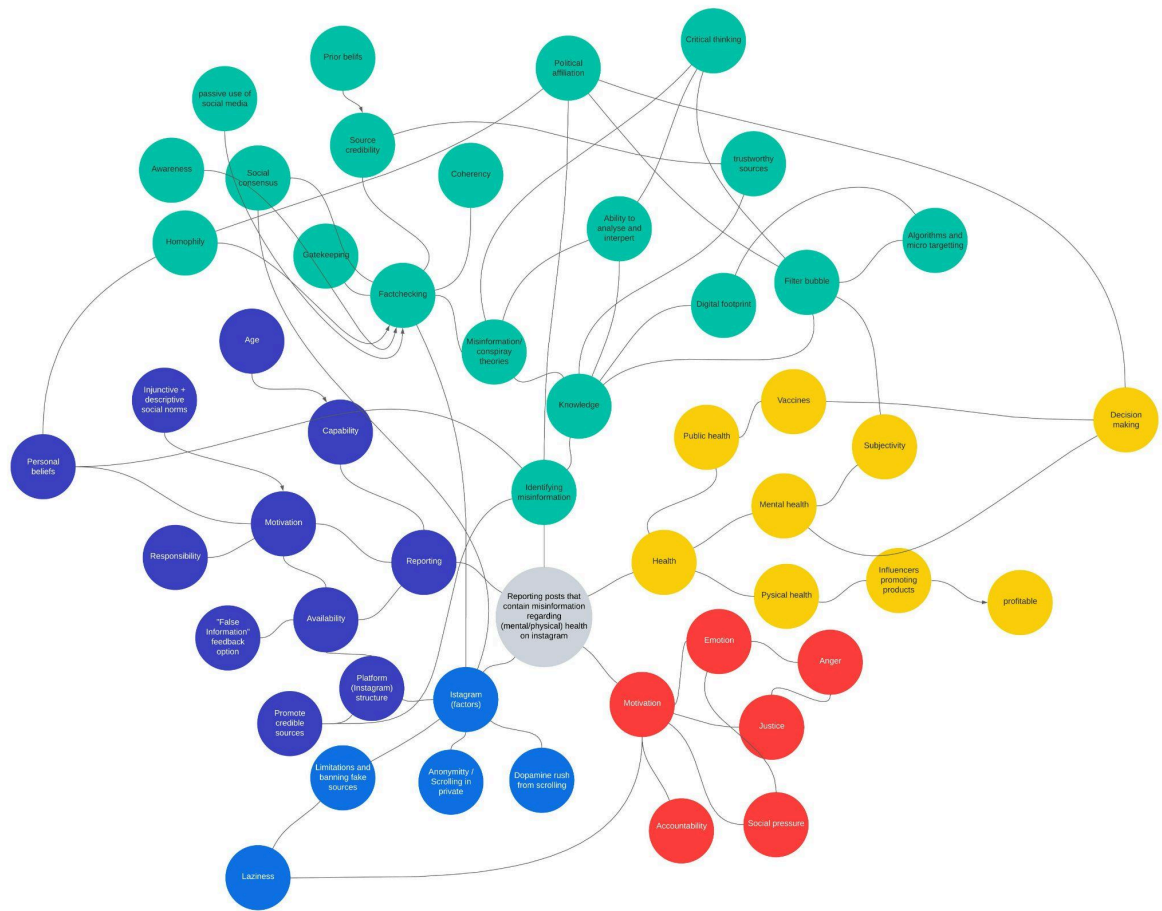 Critical thinking
Prior belifs
Political
affiliation
passive use of
social media
Source
credibility
trustworthy
sources
Awareness
Social
consensus
Coherency
Ability to
analyse and
interpert
Homophily
Algorithms and
micro targetting
Gatekeeping
Factchecking
Filter bubble
Digital footprint
Age
Misinformation/
conspiray
theories
Injunctive +
descriptive
social norms
Knowledge
Vaccines
Decision
making
Capability
Public health
Subjectivity
Personal
beliefs
Identifying
misinformation
Mental health
Motivation
Responsibility
Reporting
Health
Influencers
promoting
products
Pysical health
profitable
Reporting posts that
contain misinformation
regarding
(mental/physical) health
on instagram
Availability
"False
Information"
feedback
option
Emotion
Anger
Platform
(Instagram)
structure
Istagram
(factors)
Motivation
Promote
credible
sources
Justice
Limitations and
banning fake
sources
Anonymitty /
Scrolling in
private
Dopamine rush
from scrolling
Accountability
Social pressure
Laziness